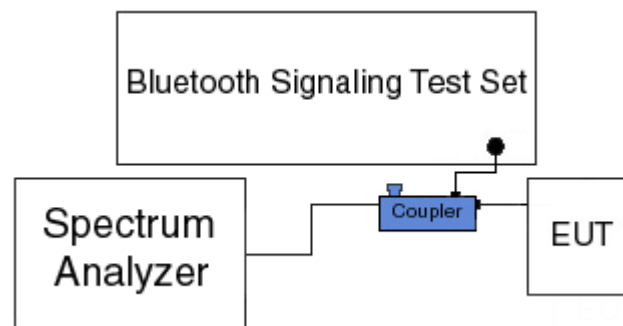 Bluetooth Signaling Test Set
Coupler
Spectrum
Analyzer
EUT